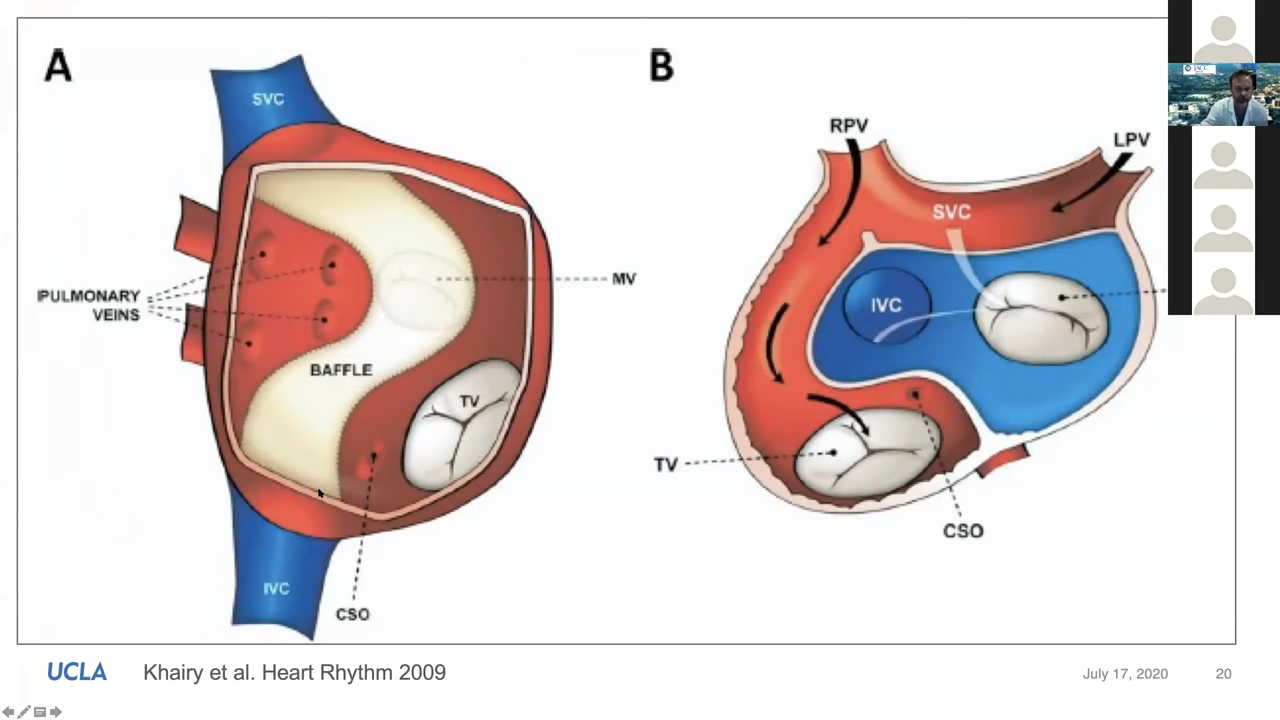 A
SVC
PULMONARY
VEINS
MV
BAFFLE
TV
IVC
CSO
B
RPV
LPV
SVC
IVC
TV
CSO
UCLA
Khairy et al. Heart Rhythm 2009
July 17, 2020
20